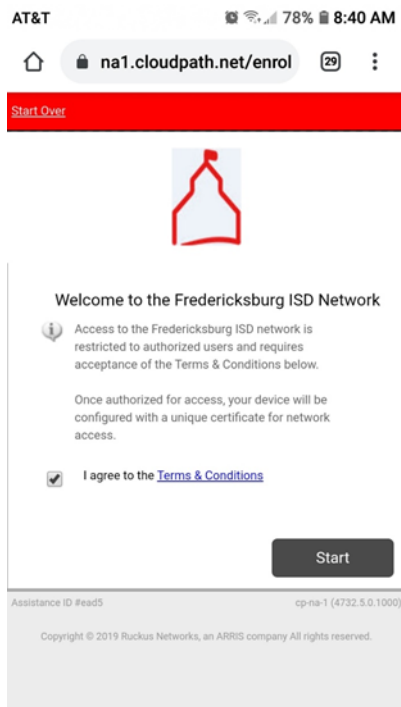 AT&T 78% 8:40 AM
na1.cloudpath.net/enrol 29
Start Over
Welcome to the Fredericksburg ISD Network
Access to the Fredericksburg ISD network is
restricted to authorized users and requires
acceptance of the Terms & Conditions below.
Once authorized for access, your device will be
configured with a unique certificate for network
access.
I agree to the Terms & Conditions
Start
Assistance ID #ead5 cp-na-1 (4732.5.0.1000)
Copyright © 2019 Ruckus Networks, an ARRIS company All rights reserved.